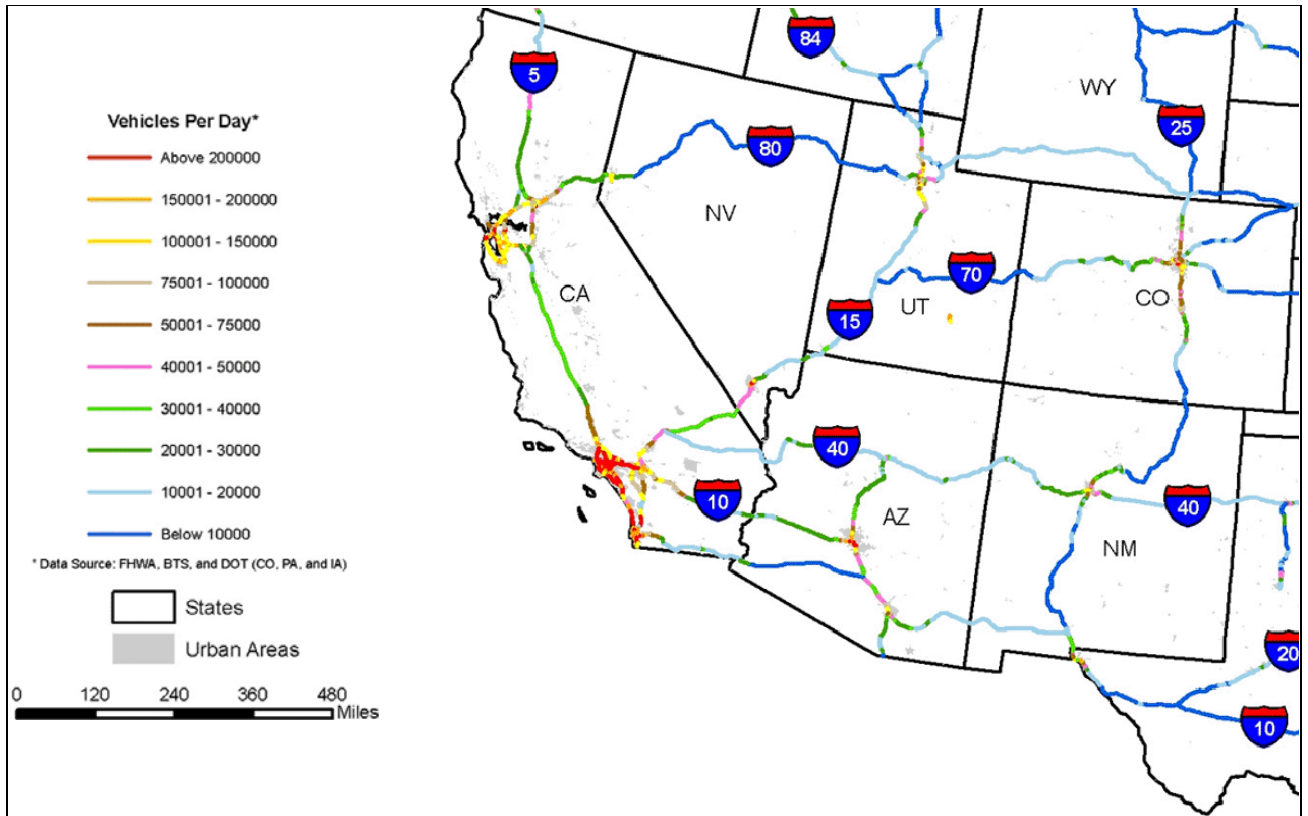 Vehicles Per Day*
Above 200000
150001 - 200000
100001 - 150000
75001 - 100000
50001 - 75000
40001 - 50000
30001 - 40000
20001 - 30000
10001 - 20000
Below 10000
* Data Source: FHWA, BTS, and DOT (CO, PA, and IA)
States
Urban Areas
0 120 240 360 480
Miles
84
5
WY
25
80
NV
70
CA
UT
CO
15
40
10
40
AZ
NM
20
10